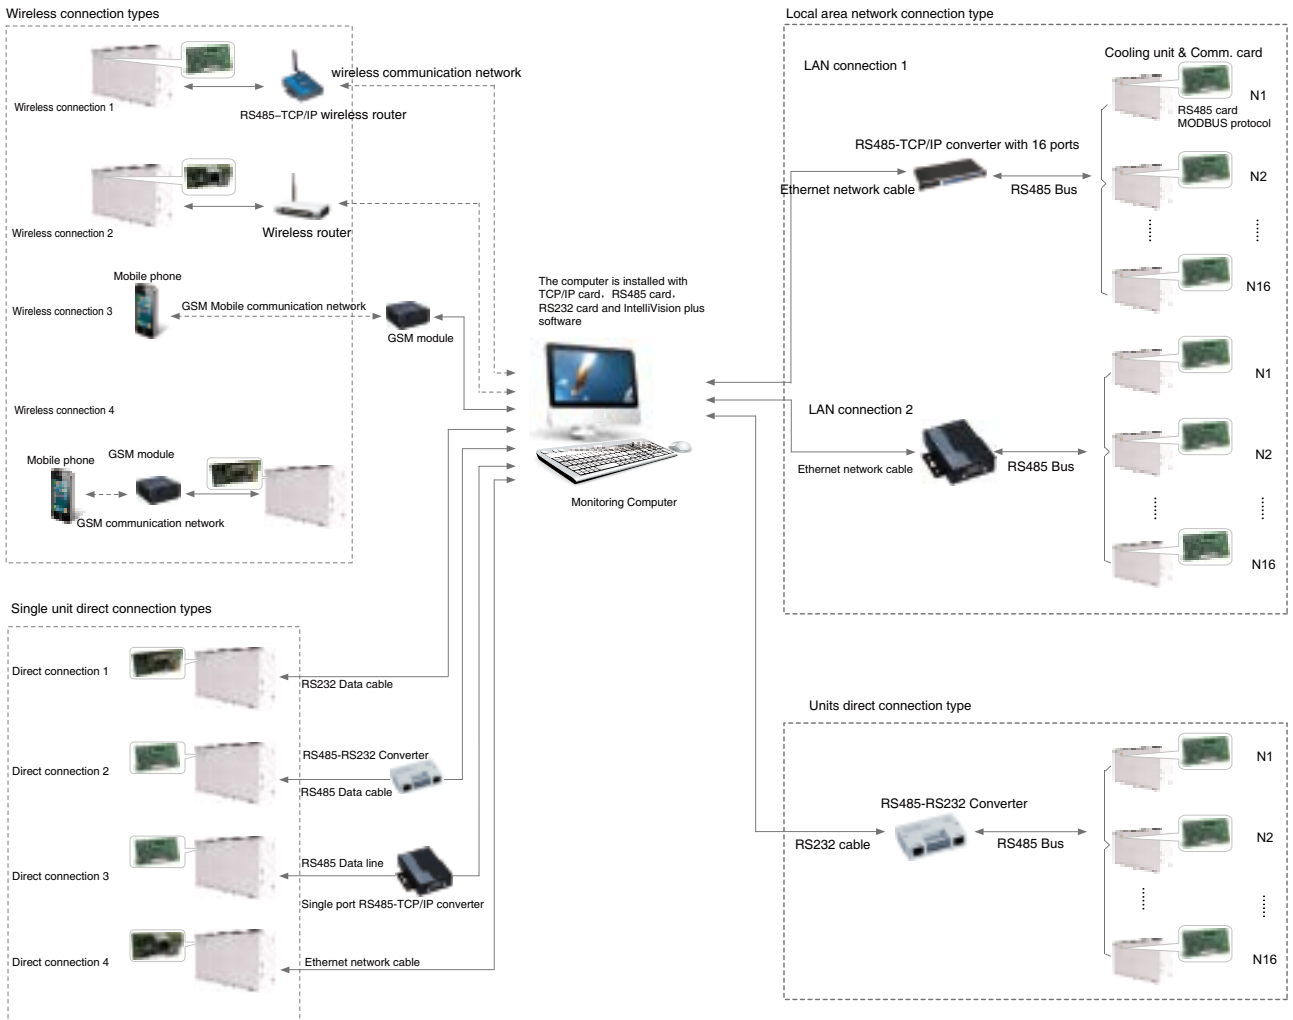 Wireless connection types
wireless communication network
Wireless connection 1
RS485–TCP/IP wireless router
Wireless connection 2
Wireless router
Mobile phone
Wireless connection 3
GSM Mobile communication network
GSM module
Wireless connection 4
GSM module
Mobile phone
GSM communication network
The computer is installed with
TCP/IP card, RS485 card,
RS232 card and IntelliVision plus
software
Monitoring Computer
Single unit direct connection types
Direct connection 1
RS232 Data cable
RS485-RS232 Converter
Direct connection 2
RS485 Data cable
RS485 Data line
Direct connection 3
Single port RS485-TCP/IP converter
Direct connection 4
Ethernet network cable
Local area network connection type
Cooling unit & Comm. card
LAN connection 1
N1
RS485 card
MODBUS protocol
RS485-TCP/IP converter with 16 ports
Ethernet network cable
RS485 Bus
N2
N16
N1
LAN connection 2
N2
Ethernet network cable
RS485 Bus
N16
Units direct connection type
N1
RS485-RS232 Converter
RS232 cable
RS485 Bus
N2
N16